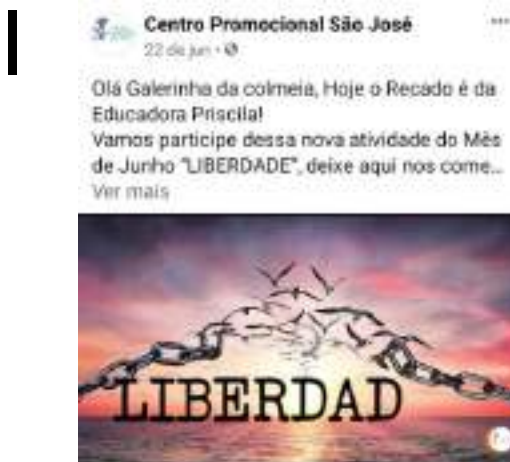 Centro Promocional São José
22 de jun
Olá Galerinha da colmeia, Hoje o Recado é da
Educadora Priscila!
Vamos participe dessa nova atividade do Mês
de Junho "LIBERDADE", deixe aqui nos come...
Ver mais
LIBERDAD